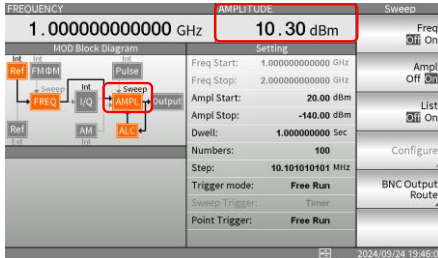 FREQUENCY AMPLITUDE Sweep
1.000000000000 GHz 10.30 dBm
Freq
Off On
MOD Block Diagram Setting
Int Int Int
Ref FMΦM Pulse
Sweep Int Sweep
FREQ I/Q AMPL Output
Ref AM ALC
Ext Int
Freq Start: 1.000000000000 GHz
Freq Stop: 2.000000000000 GHz
Ampl Start: 20.00 dBm
Ampl Stop: -140.00 dBm
Dwell: 1.000000000 Sec
Numbers: 100
Step: 10.101010101 MHz
Trigger mode: Free Run
Sweep Trigger: Timer
Point Trigger: Free Run
Ampl
Off On
List
Off On
Configure
BNC Output
Route
2024/09/24 19:46:0